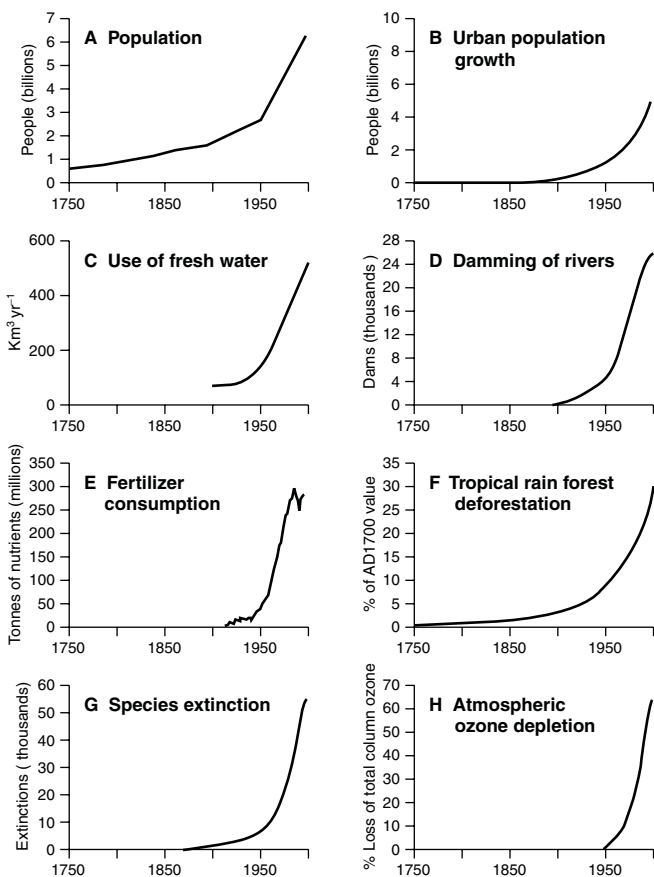 A Population
People (billions)
7
6
5
4
3
2
1
0
1750 1850 1950
B Urban population
growth
People (billions)
10
8
6
4
2
0
1750 1850 1950
C Use of fresh water
Km³ yr⁻¹
600
400
200
0
1750 1850 1950
D Damming of rivers
Dams (thousands )
28
24
20
16
12
8
4
0
1750 1850 1950
E Fertilizer
consumption
Tonnes of nutrients (millions)
350
300
250
200
150
100
50
0
1750 1850 1950
F Tropical rain forest
deforestation
% of AD1700 value
35
30
25
20
15
10
5
0
1750 1850 1950
G Species extinction
Extinctions ( thousands)
60
50
40
30
20
10
0
1750 1850 1950
H Atmospheric
ozone depletion
% Loss of total column ozone
70
60
50
40
30
20
10
0
1750 1850 1950